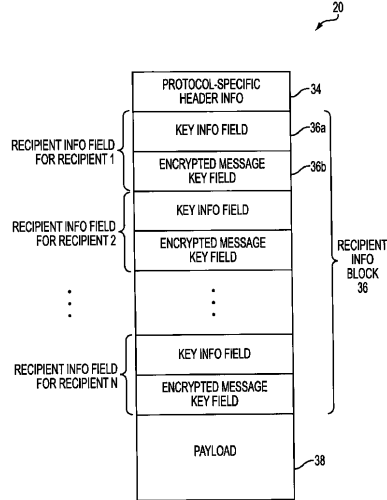 20
PROTOCOL-SPECIFIC
HEADER INFO
34
RECIPIENT INFO FIELD
FOR RECIPIENT 1
KEY INFO FIELD
36a
ENCRYPTED MESSAGE
KEY FIELD
36b
RECIPIENT INFO FIELD
FOR RECIPIENT 2
KEY INFO FIELD
ENCRYPTED MESSAGE
KEY FIELD
RECIPIENT
INFO
BLOCK
36
RECIPIENT INFO FIELD
FOR RECIPIENT N
KEY INFO FIELD
ENCRYPTED MESSAGE
KEY FIELD
PAYLOAD
38